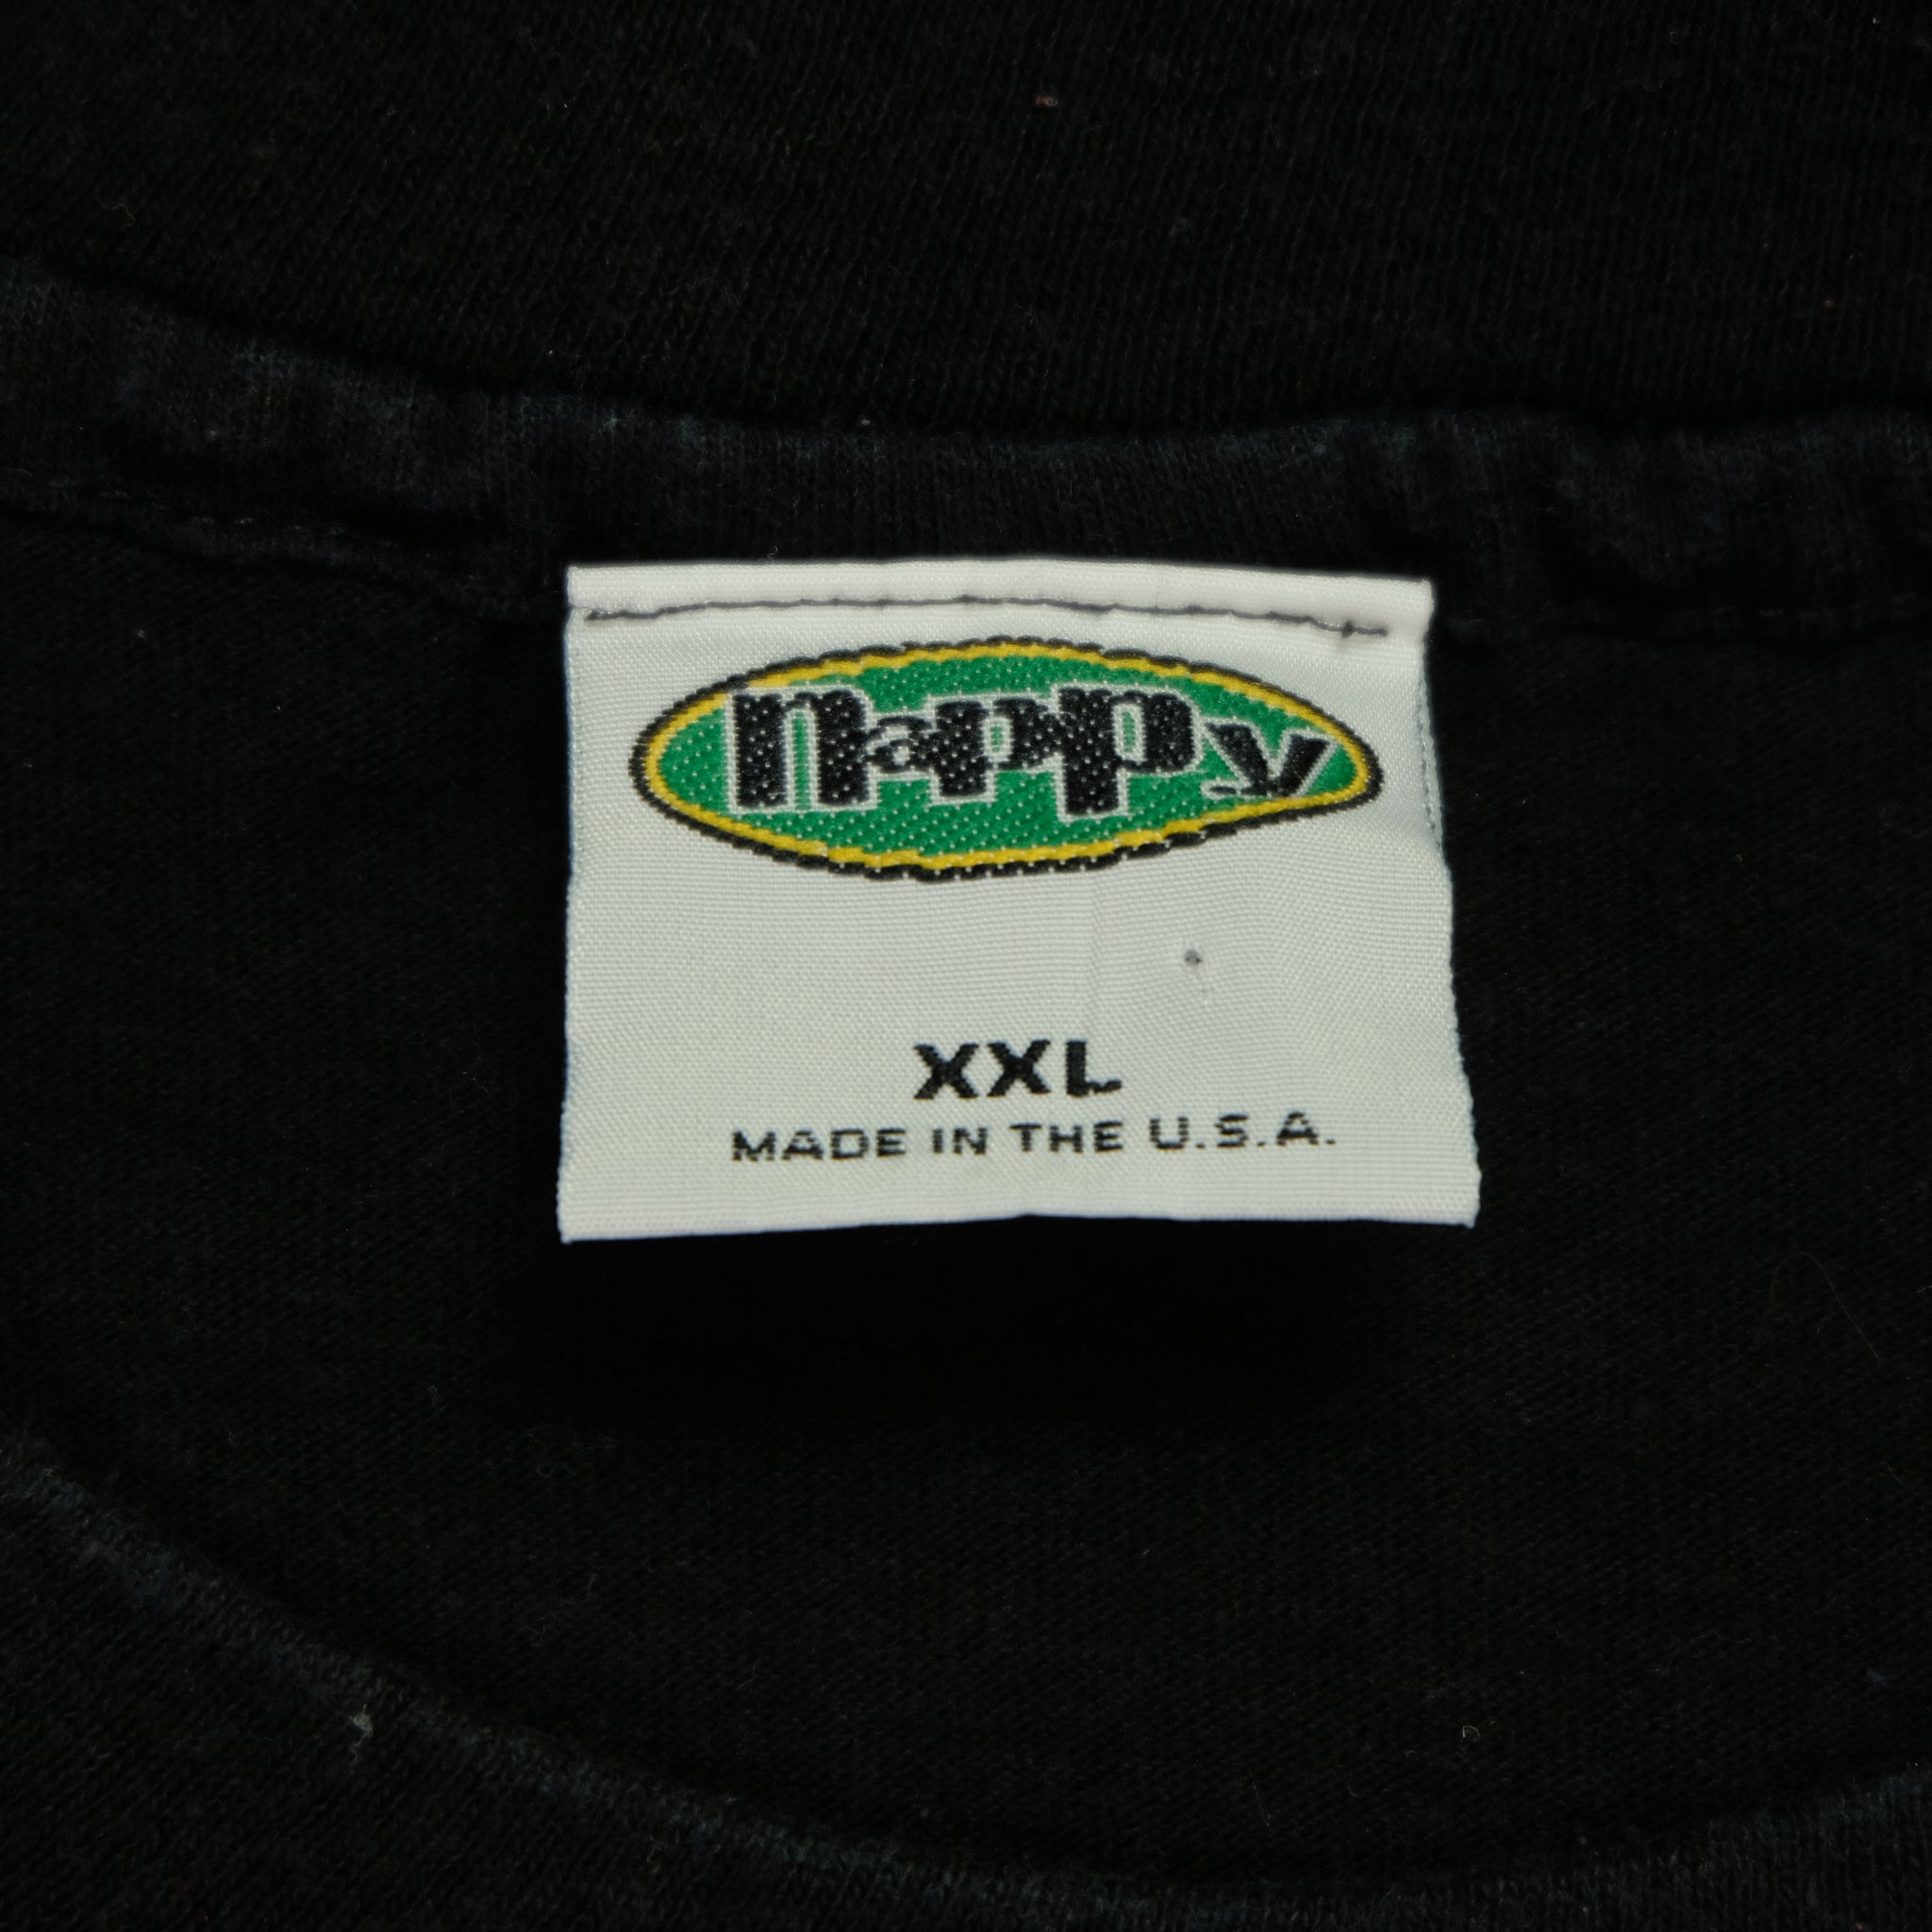 nappy
XXL
MADE IN THE U.S.A.